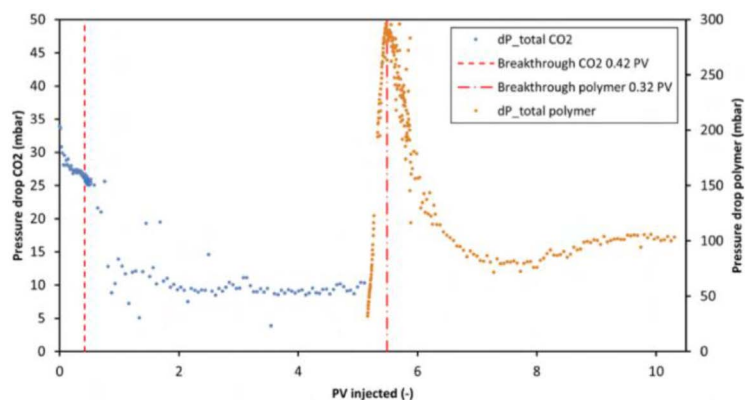 50
45
40
35
30
25
20
15
10
5
0
Pressure drop CO2 (mbar)
300
250
200
150
100
50
0
Pressure drop polymer (mbar)
dP_total CO2
Breakthrough CO2 0.42 PV
Breakthrough polymer 0.32 PV
dP_total polymer
0 2 4 6 8 10
PV injected (-)